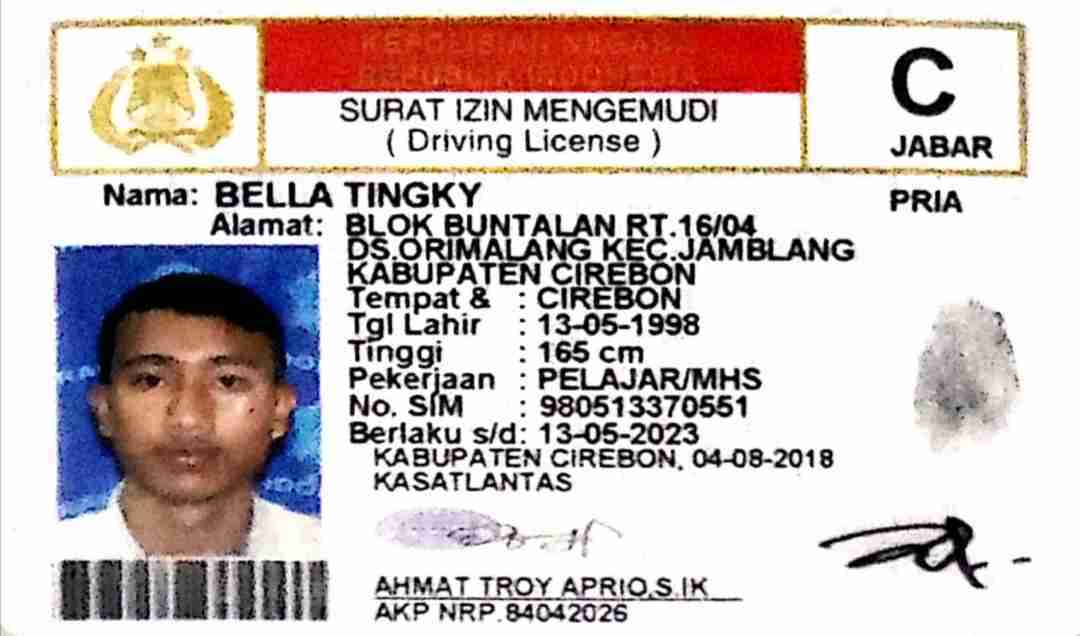 KEPOLISIAN NEGARA
REPUBLIK INDONESIA
SURAT IZIN MENGEMUDI
( Driving License )
C
JABAR
Nama: BELLA TINGKY
PRIA
Alamat: BLOK BUNTALAN RT.16/04
DS.ORIMALANG KEC.JAMBLANG
KABUPATEN CIREBON
Tempat & : CIREBON
Tgl Lahir : 13-05-1998
Tinggi : 165 cm
Pekerjaan : PELAJAR/MHS
No. SIM : 980513370551
Berlaku s/d: 13-05-2023
KABUPATEN CIREBON, 04-08-2018
KASATLANTAS
AHMAT TROY APRIO,S.IK
AKP NRP.84042026